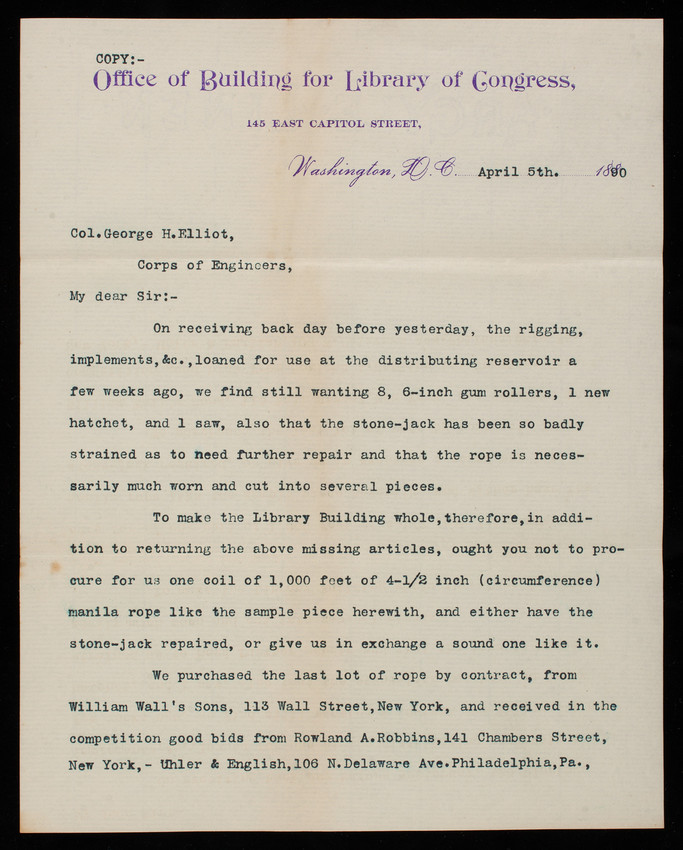 COPY:-
Office of Building for Library of Congress,
145 EAST CAPITOL STREET,
Washington, D. C. April 5th. 1890
Col.George H.Elliot,
Corps of Engineers,
My dear Sir:-
On receiving back day before yesterday, the rigging,
implements,&c.,loaned for use at the distributing reservoir a
few weeks ago, we find still wanting 8, 6-inch gum rollers, 1 new
hatchet, and 1 saw, also that the stone-jack has been so badly
strained as to need further repair and that the rope is neces-
sarily much worn and cut into several pieces.
To make the Library Building whole,therefore,in addi-
tion to returning the above missing articles, ought you not to pro-
cure for us one coil of 1,000 feet of 4-1/2 inch (circumference)
manila rope like the sample piece herewith, and either have the
stone-jack repaired, or give us in exchange a sound one like it.
We purchased the last lot of rope by contract, from
William Wall's Sons, 113 Wall Street,New York, and received in the
competition good bids from Rowland A.Robbins,141 Chambers Street,
New York,- Uhler & English,106 N.Delaware Ave.Philadelphia,Pa.,